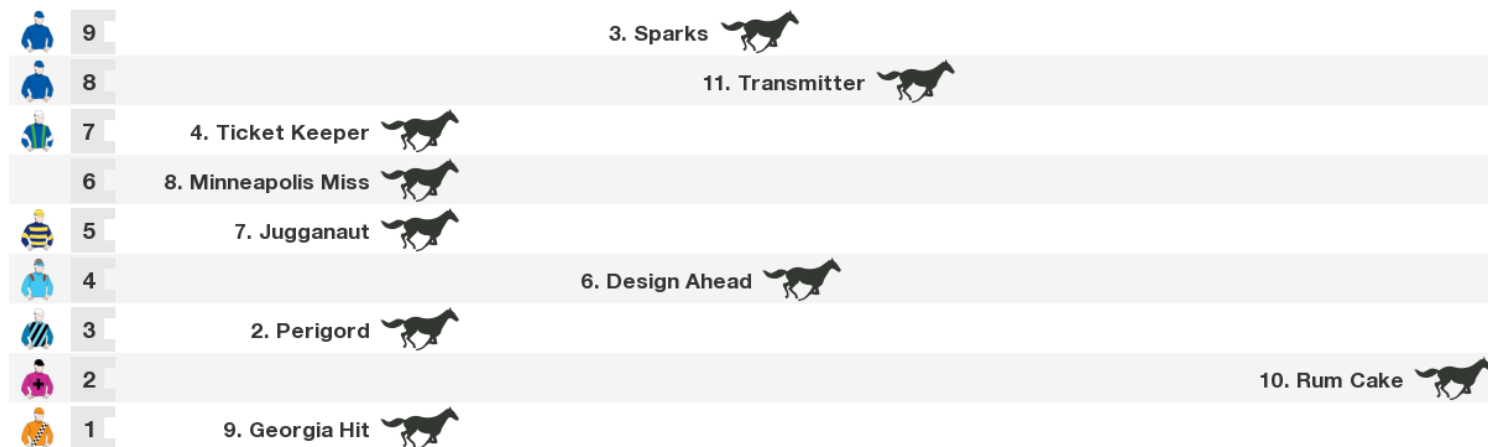 9 3. Sparks
8 11. Transmitter
7 4. Ticket Keeper
6 8. Minneapolis Miss
5 7. Jugganaut
4 6. Design Ahead
3 2. Perigord
2 10. Rum Cake
1 9. Georgia Hit